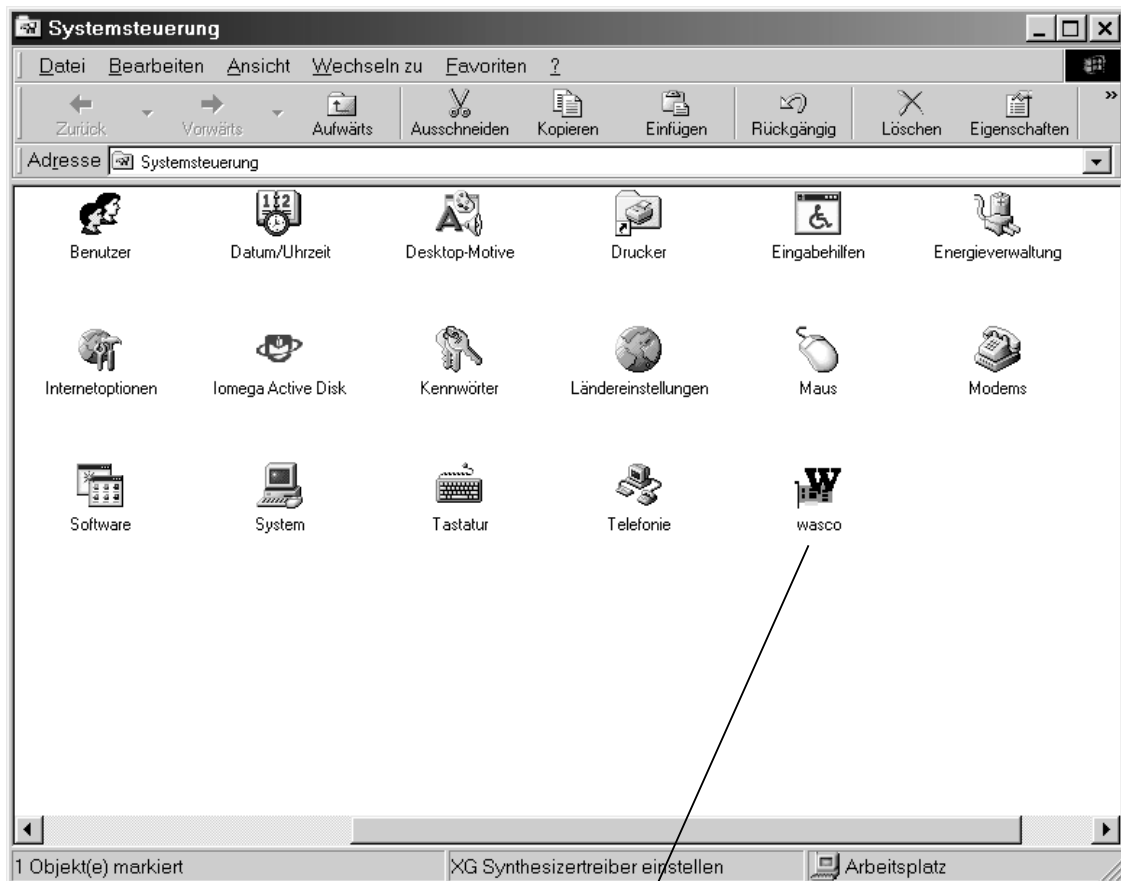 Systemsteuerung
Datei Bearbeiten Ansicht Wechseln zu Favoriten ?
Zurück Vorwärts Aufwärts Ausschneiden Kopieren Einfügen Rückgängig Löschen Eigenschaften »
Adresse Systemsteuerung
Benutzer Datum/Uhrzeit Desktop-Motive Drucker Eingabehilfen Energieverwaltung
Internetoptionen Iomega Active Disk Kennwörter Ländereinstellungen Maus Modems
Software System Tastatur Telefonie wasco
1 Objekt(e) markiert XG Synthesizertreiber einstellen Arbeitsplatz